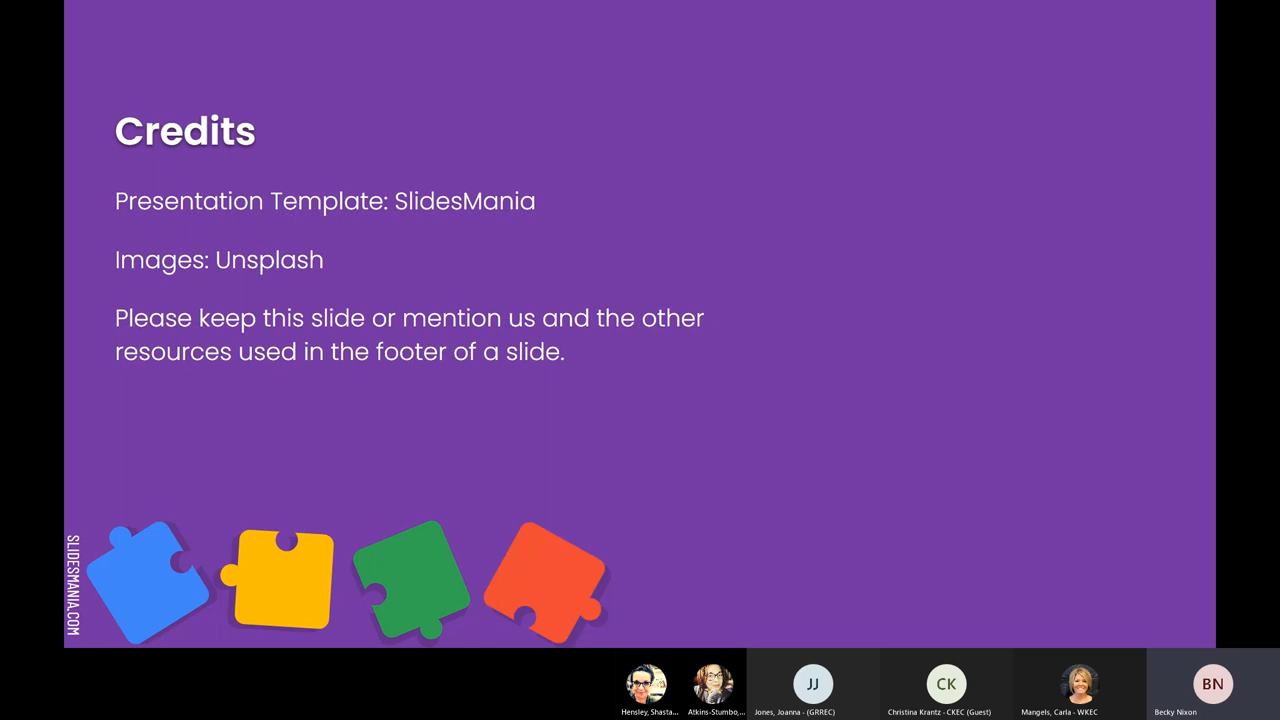 Credits
Presentation Template: SlidesMania
Images: Unsplash
Please keep this slide or mention us and the other
resources used in the footer of a slide.
SLIDESMANIA.COM
JJ
CK
BN
Hensley, Shasta...
Atkins-Stumbo,...
Jones, Joanna - (GRREC)
Christina Krantz - CKEC (Guest)
Mangels, Carla - WKEC
Becky Nixon